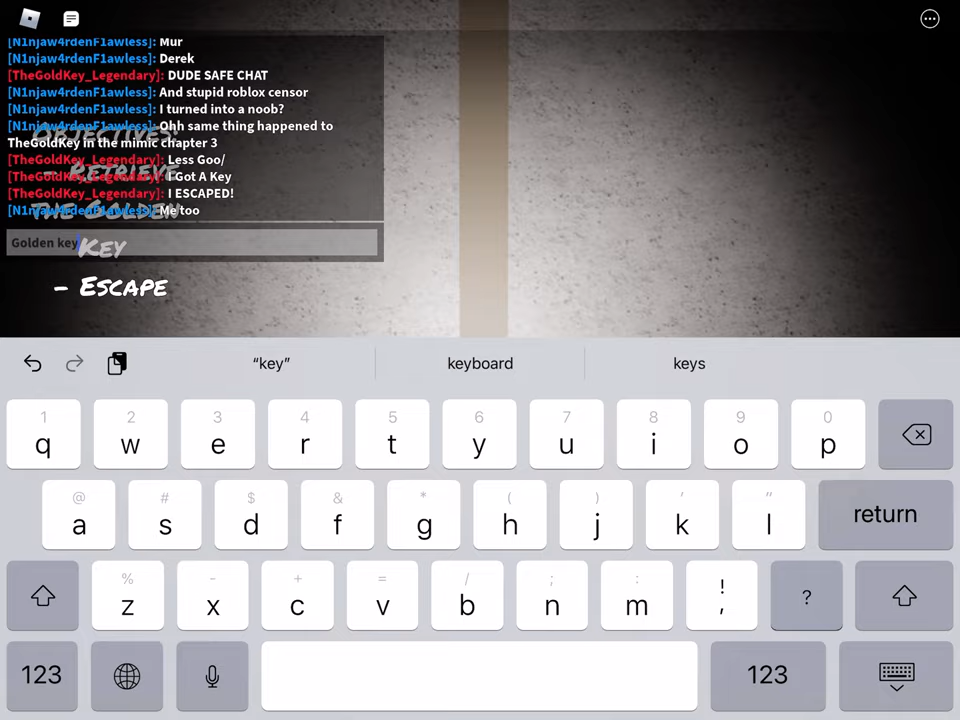 [N1njaw4rdenF1awless]: Mur
[N1njaw4rdenF1awless]: Derek
[TheGoldKey_Legendary]: DUDE SAFE CHAT
[N1njaw4rdenF1awless]: And stupid roblox censor
[N1njaw4rdenF1awless]: I turned into a noob?
[N1njaw4rdenF1awless]: Ohh same thing happened to
TheGoldKey in the mimic chapter 3
[TheGoldKey_Legendary]: Less Goo/
[TheGoldKey_Legendary]: I Got A Key
[TheGoldKey_Legendary]: I ESCAPED!
[N1njaw4rdenF1awless]: Me too
Golden key
Objectives:
- Retrieve
the Golden
Key
- Escape
“key” keyboard keys
1 2 3 4 5 6 7 8 9 0
q w e r t y u i o p
@ # $ & * ( ) ' "
a s d f g h j k l return
% - + = / ; : !
z x c v b n m , ?
123 123